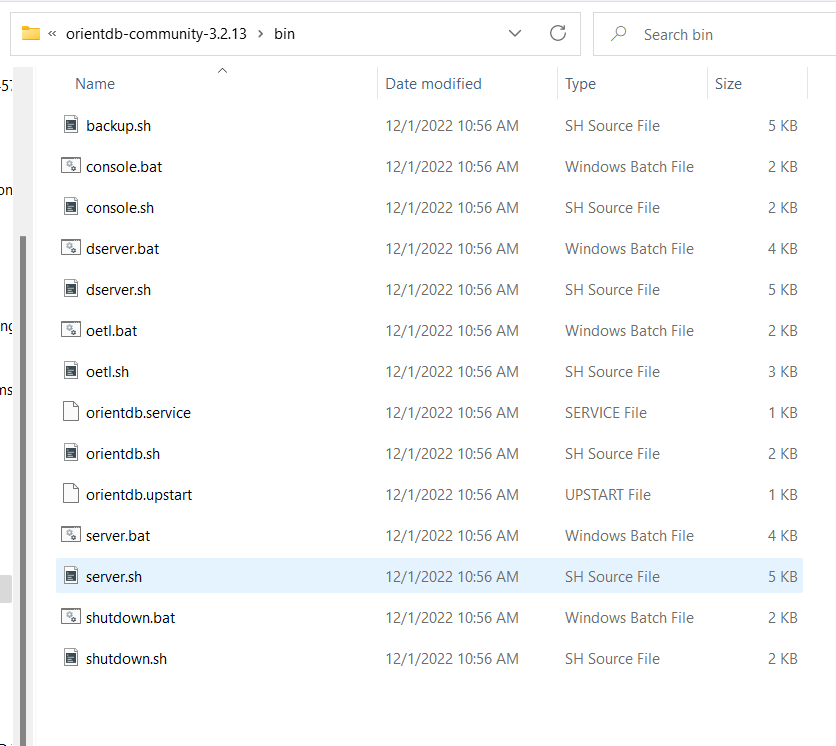 « orientdb-community-3.2.13 > bin
Search bin
Name Date modified Type Size
backup.sh 12/1/2022 10:56 AM SH Source File 5 KB
console.bat 12/1/2022 10:56 AM Windows Batch File 2 KB
console.sh 12/1/2022 10:56 AM SH Source File 2 KB
dserver.bat 12/1/2022 10:56 AM Windows Batch File 4 KB
dserver.sh 12/1/2022 10:56 AM SH Source File 5 KB
oetl.bat 12/1/2022 10:56 AM Windows Batch File 2 KB
oetl.sh 12/1/2022 10:56 AM SH Source File 3 KB
orientdb.service 12/1/2022 10:56 AM SERVICE File 1 KB
orientdb.sh 12/1/2022 10:56 AM SH Source File 2 KB
orientdb.upstart 12/1/2022 10:56 AM UPSTART File 1 KB
server.bat 12/1/2022 10:56 AM Windows Batch File 4 KB
server.sh 12/1/2022 10:56 AM SH Source File 5 KB
shutdown.bat 12/1/2022 10:56 AM Windows Batch File 2 KB
shutdown.sh 12/1/2022 10:56 AM SH Source File 2 KB